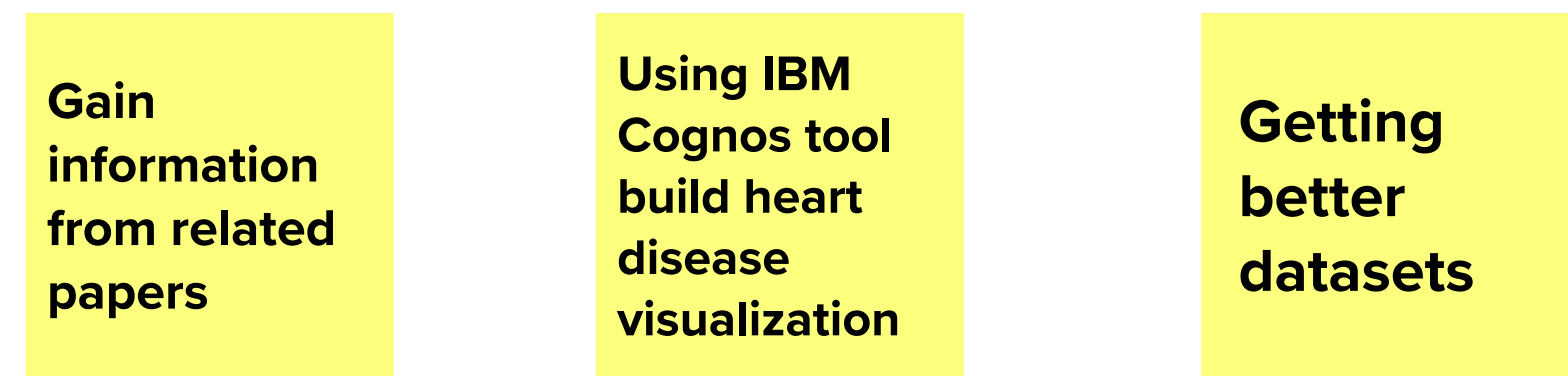 Gain
information
from related
papers
Using IBM
Cognos tool
build heart
disease
visualization
Getting
better
datasets